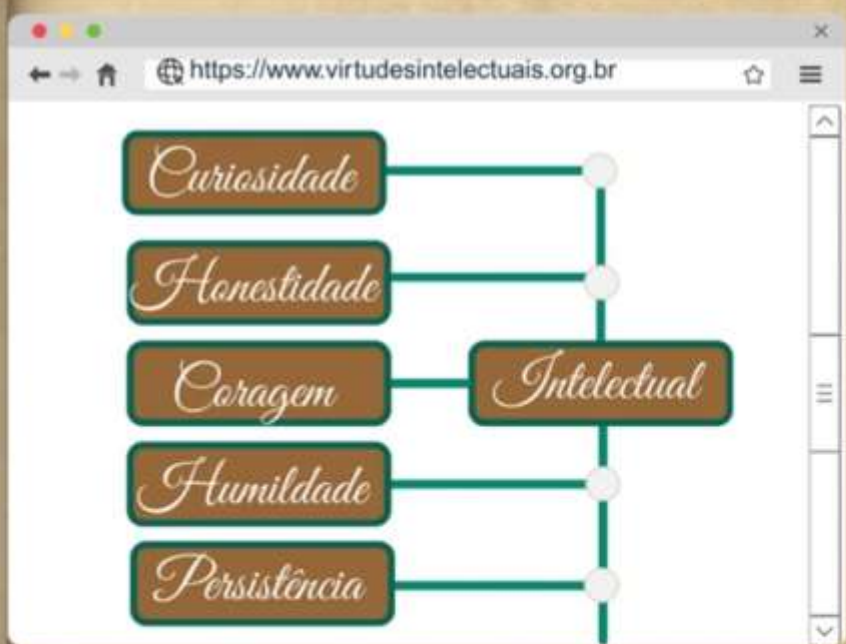 https://www.virtudesintelectuais.org.br
Curiosidade
Honestidade
Coragem
Intelectual
Humildade
Persistência